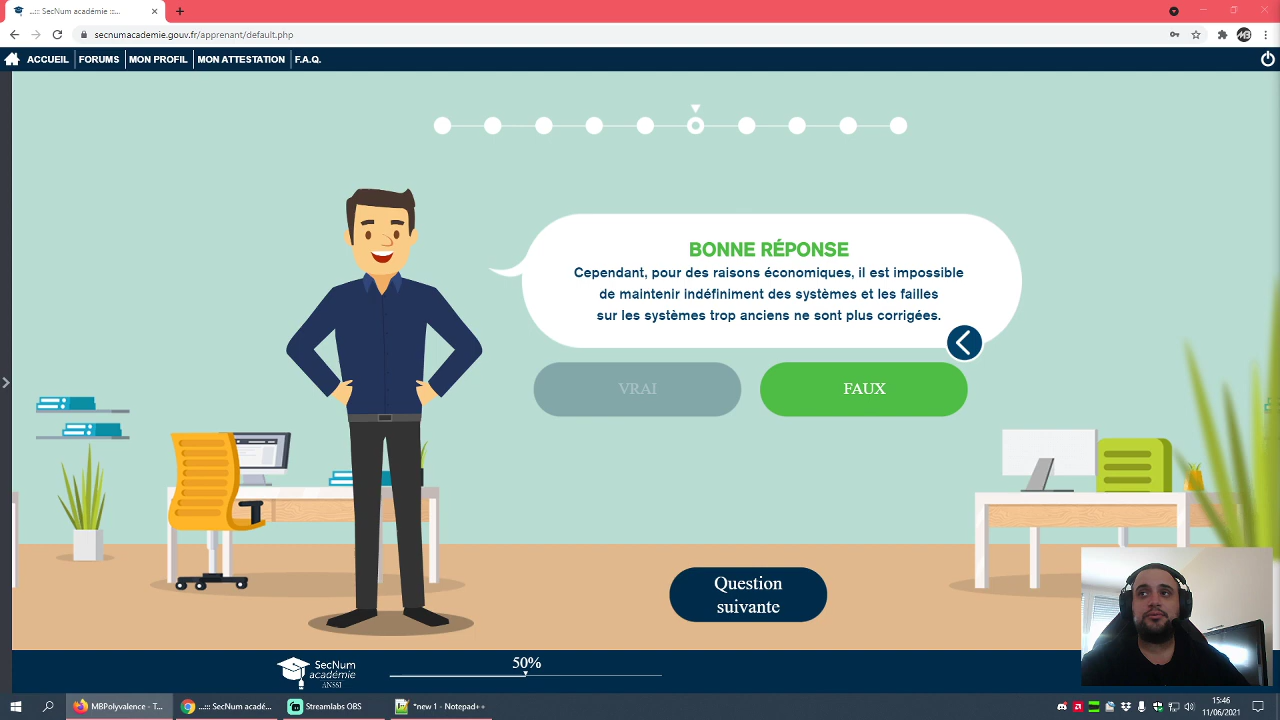 ..::: SecNum académie :::...
secnumacademie.gouv.fr/apprenant/default.php
ACCUEIL FORUMS MON PROFIL MON ATTESTATION F.A.Q.
BONNE RÉPONSE
Cependant, pour des raisons économiques, il est impossible
de maintenir indéfiniment des systèmes et les failles
sur les systèmes trop anciens ne sont plus corrigées.
VRAI FAUX
Question
suivante
SecNum
académie
ANSSI
50%
MBPolyvalence - T...
..::: SecNum acadé...
Streamlabs OBS
*new 1 - Notepad++
15:46
11/06/2021